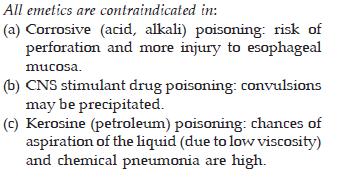 All emetics are contraindicated in:
(a) Corrosive (acid, alkali) poisoning: risk of
perforation and more injury to esophageal
mucosa.
(b) CNS stimulant drug poisoning: convulsions
may be precipitated.
(c) Kerosine (petroleum) poisoning: chances of
aspiration of the liquid (due to low viscosity)
and chemical pneumonia are high.